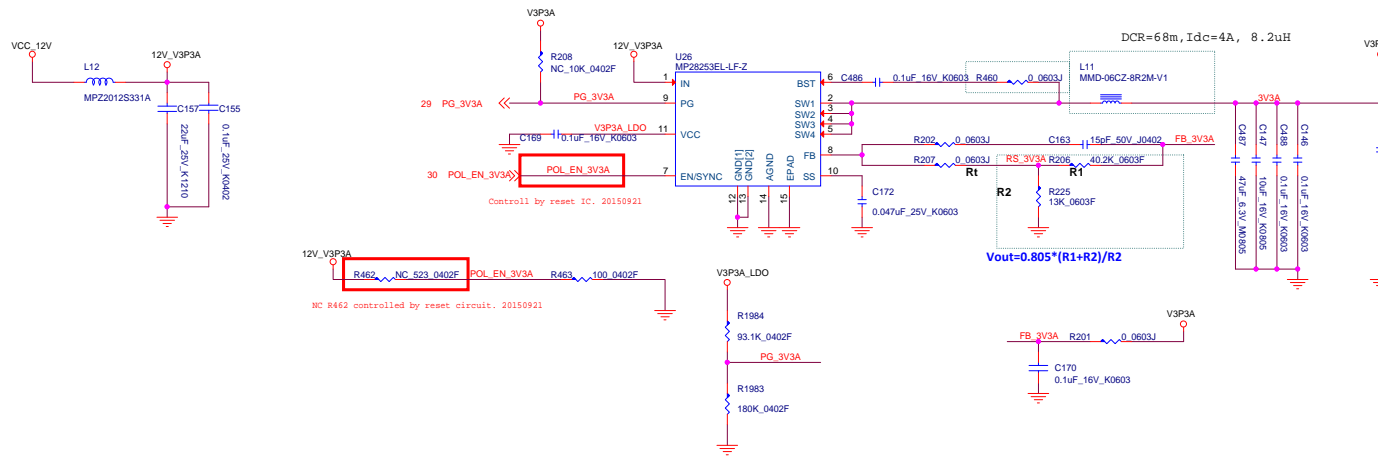 VCC_12V
L12
MPZ2012S331A
12V_V3P3A
C157
22uF_25V_K1210
C155
0.1uF_25V_K0402
V3P3A
R208
NC_10K_0402F
12V_V3P3A
29 PG_3V3A
PG_3V3A
V3P3A_LDO
C169
0.1uF_16V_K0603
30 POL_EN_3V3A
POL_EN_3V3A
Controll by reset IC. 20150921
U26
MP28253EL-LF-Z
1
IN
9
PG
11
VCC
7
EN/SYNC
GND[1]
GND[2]
AGND
EPAD
12
13
14
15
BST
6
SW1
2
SW2
3
SW3
4
SW4
5
FB
8
SS
10
C486
0.1uF_16V_K0603
R460
0_0603J
DCR=68m,Idc=4A, 8.2uH
L11
MMD-06CZ-8R2M-V1
R202
0_0603J
C163
15pF_50V_J0402
FB_3V3A
R207
0_0603J
Rt
RS_3V3A
R206
40.2K_0603F
R1
R2
R225
13K_0603F
C172
0.047uF_25V_K0603
Vout=0.805*(R1+R2)/R2
3V3A
C487
47uF_6.3V_M0805
C147
10uF_16V_K0805
C488
0.1uF_16V_K0603
C146
0.1uF_16V_K0603
12V_V3P3A
R462
NC_523_0402F
POL_EN_3V3A
R463
100_0402F
NC R462 controlled by reset circuit. 20150921
V3P3A_LDO
R1984
93.1K_0402F
PG_3V3A
R1983
180K_0402F
FB_3V3A
R201
0_0603J
V3P3A
C170
0.1uF_16V_K0603